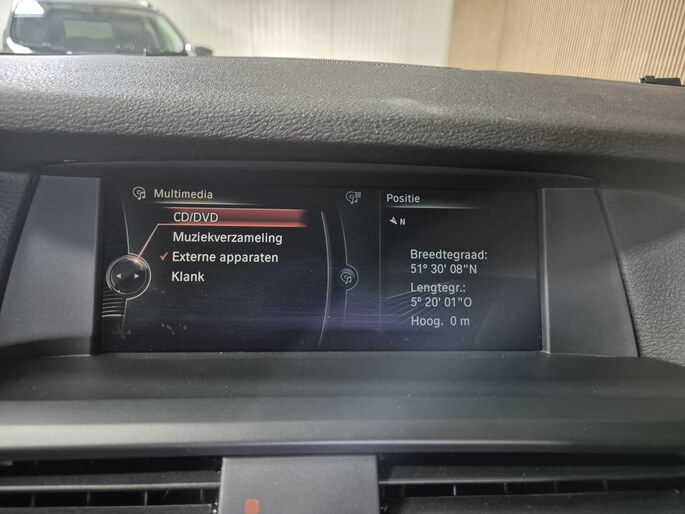 Multimedia
CD/DVD
Muziekverzameling
Externe apparaten
Klank
Positie
N
Breedtegraad:
51° 30' 08"N
Lengtegr.:
5° 20' 01"O
Hoog. 0 m